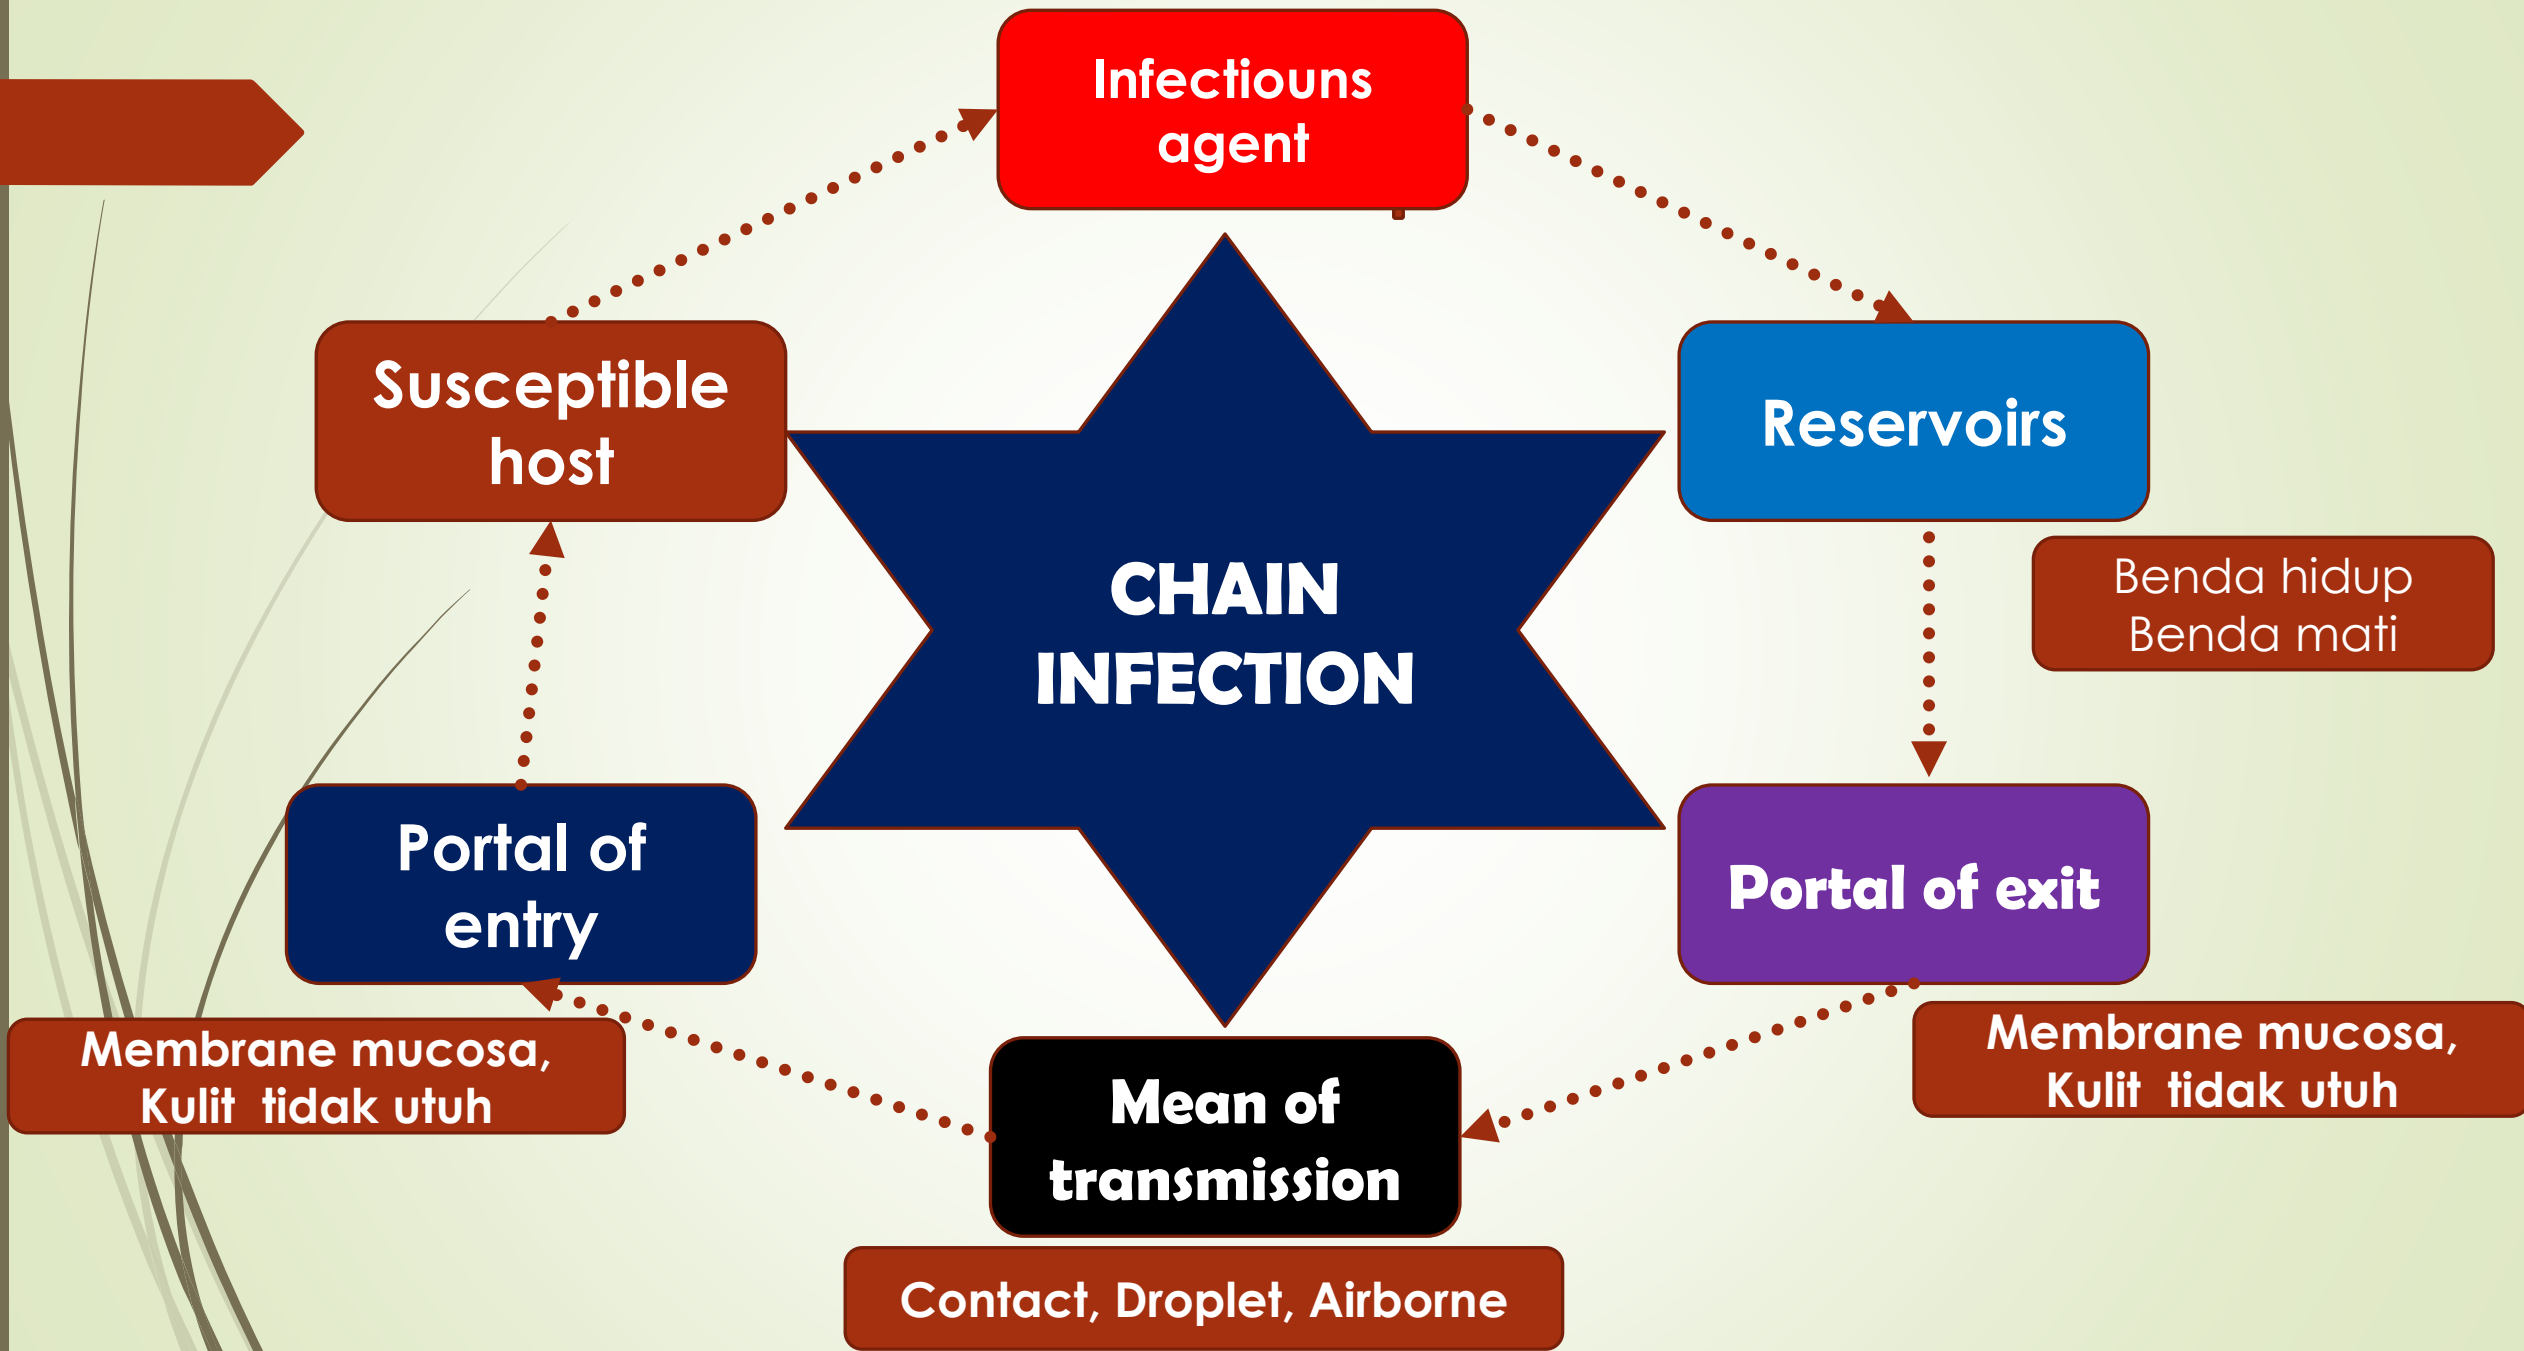 Infectiouns
agent
Reservoirs
Benda hidup
Benda mati
Portal of exit
Membrane mucosa,
Kulit tidak utuh
Mean of
transmission
Contact, Droplet, Airborne
Portal of
entry
Membrane mucosa,
Kulit tidak utuh
Susceptible
host
CHAIN
INFECTION